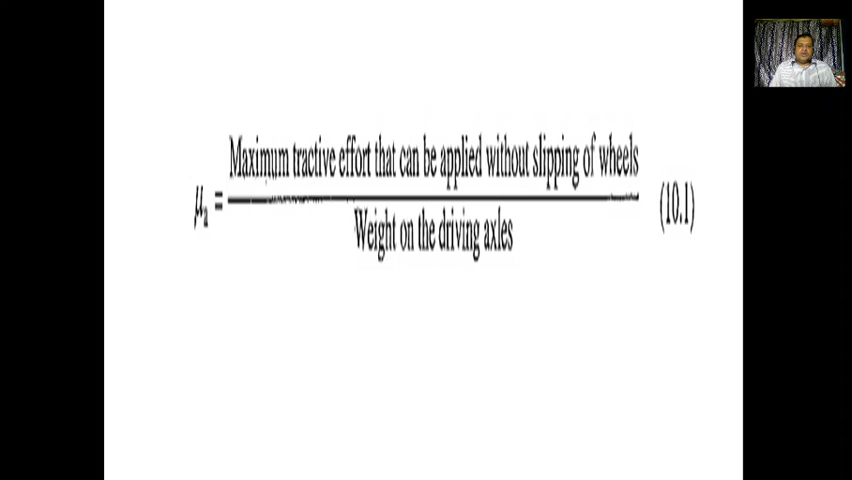 Maximum tractive effort that can be applied without slipping of wheels
μa = (10.1)
Weight on the driving axles